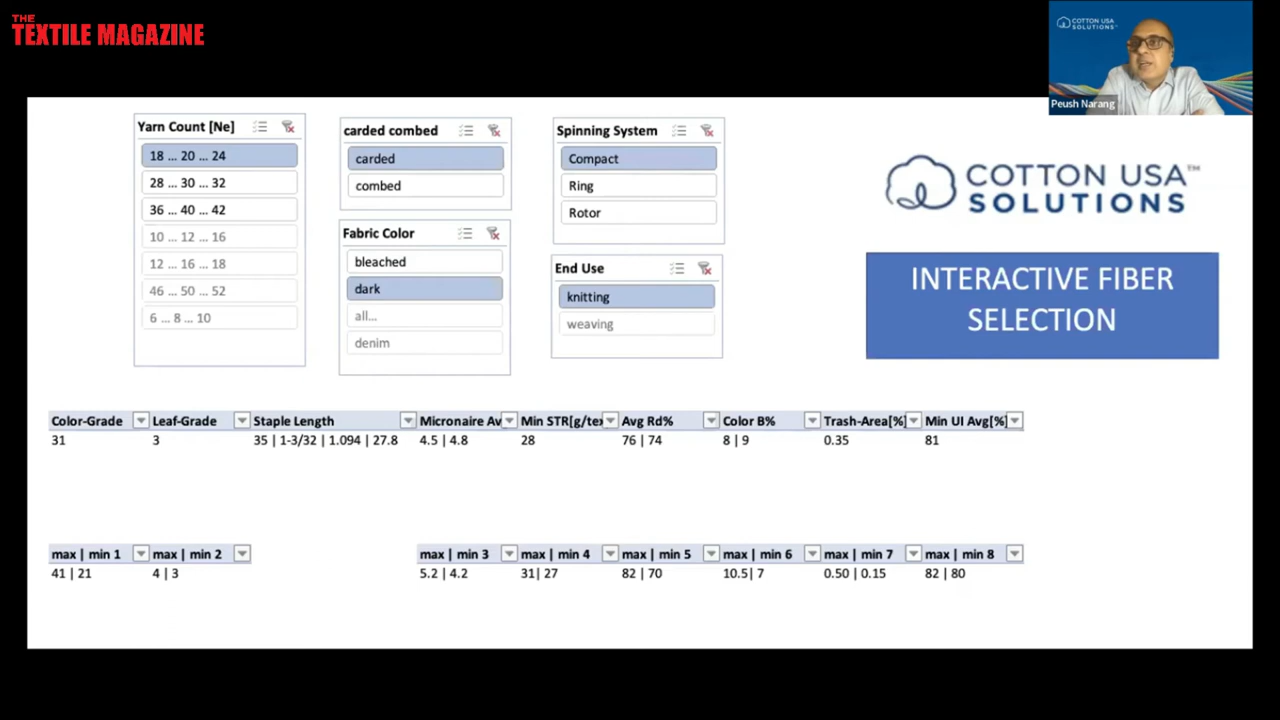 THE
TEXTILE MAGAZINE
COTTON USA
SOLUTIONS
Peush Narang
Yarn Count [Ne]
18 ... 20 ... 24
28 ... 30 ... 32
36 ... 40 ... 42
10 ... 12 ... 16
12 ... 16 ... 18
46 ... 50 ... 52
6 ... 8 ... 10
carded combed
carded
combed
Fabric Color
bleached
dark
all...
denim
Spinning System
Compact
Ring
Rotor
End Use
knitting
weaving
COTTON USA™
SOLUTIONS
INTERACTIVE FIBER
SELECTION
Color-Grade Leaf-Grade Staple Length Micronaire Av Min STR[g/tex Avg Rd% Color B% Trash-Area[%] Min UI Avg[%]
31 3 35 | 1-3/32 | 1.094 | 27.8 4.5 | 4.8 28 76 | 74 8 | 9 0.35 81
max | min 1 max | min 2 max | min 3 max | min 4 max | min 5 max | min 6 max | min 7 max | min 8
41 | 21 4 | 3 5.2 | 4.2 31| 27 82 | 70 10.5| 7 0.50 | 0.15 82 | 80